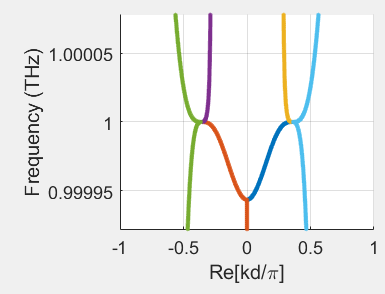 Frequency (THz)
1.00005
1
0.99995
-1 -0.5 0 0.5 1
Re[kd/π]